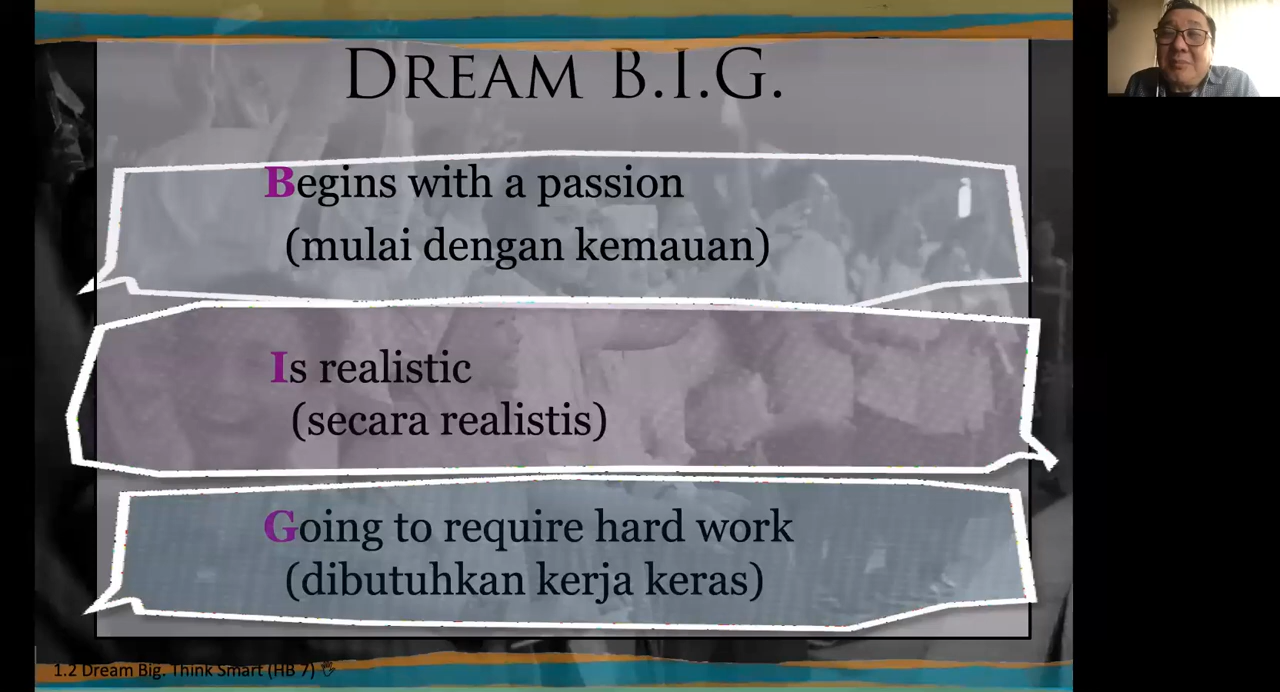 DREAM B.I.G.
Begins with a passion
(mulai dengan kemauan)
Is realistic
(secara realistis)
Going to require hard work
(dibutuhkan kerja keras)
1.2 Dream Big. Think Smart (HB 7)